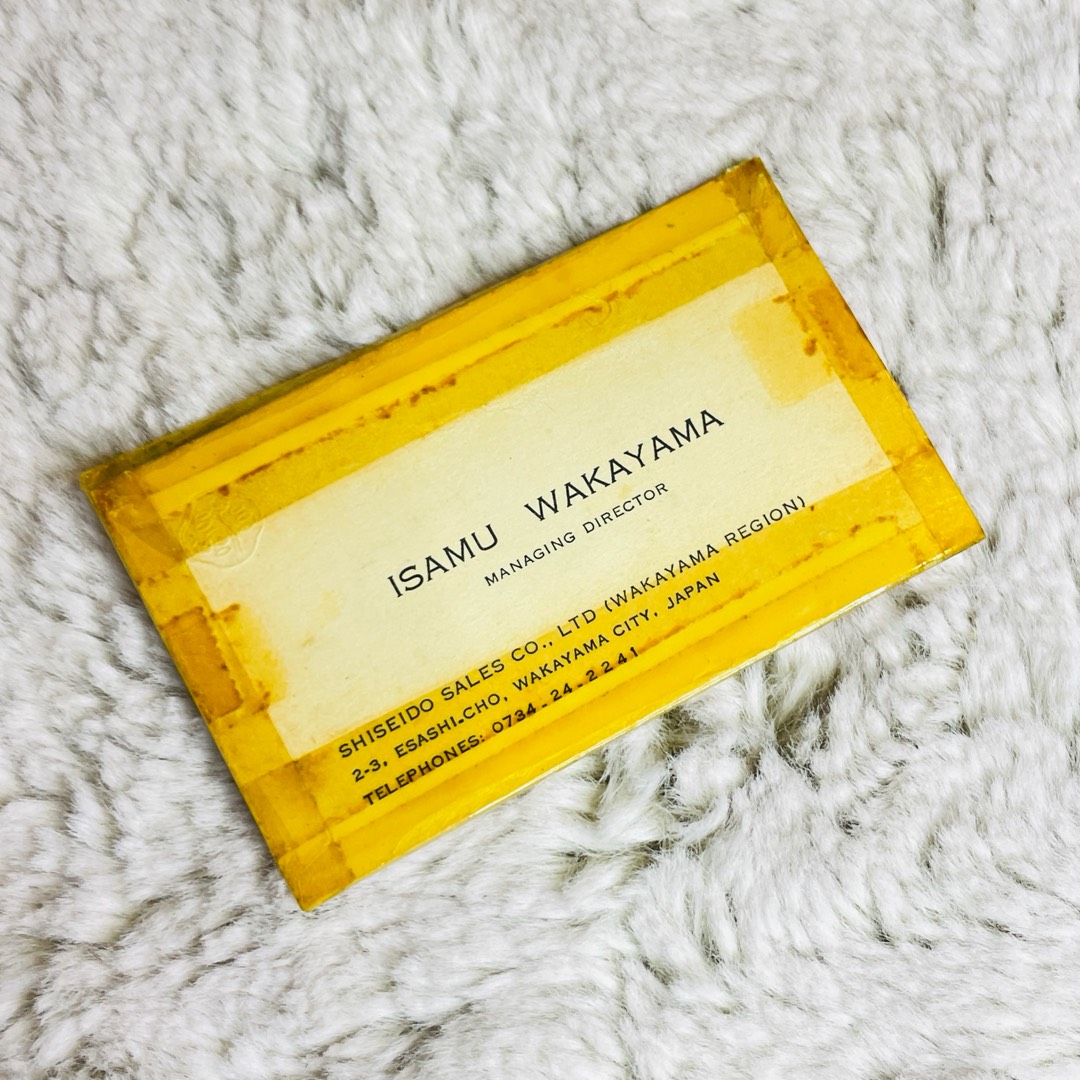 ISAMU WAKAYAMA
MANAGING DIRECTOR
SHISEIDO SALES CO., LTD (WAKAYAMA REGION)
2-3, ESASHI-CHO, WAKAYAMA CITY, JAPAN
TELEPHONES: 0734-24-2241